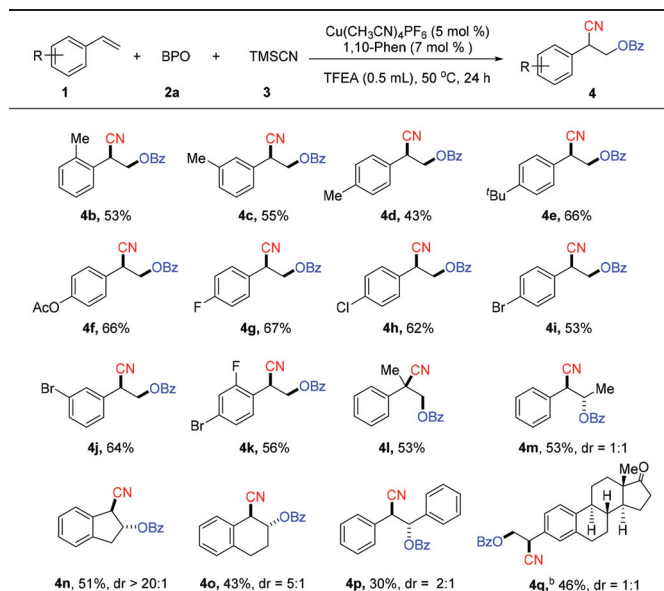 Cu(CH3CN)4PF6 (5 mol %)
1,10-Phen (7 mol % )
TFEA (0.5 mL), 50 °C, 24 h
R + BPO + TMSCN
CN
OBz
R
1 2a 3 4
Me CN OBz
Me CN OBz
CN OBz Me
CN OBz tBu
4b, 53% 4c, 55% 4d, 43% 4e, 66%
CN OBz AcO
CN OBz F
CN OBz Cl
CN OBz Br
4f, 66% 4g, 67% 4h, 62% 4i, 53%
Br CN OBz
F CN OBz Br
Me CN OBz
CN Me OBz
4j, 64% 4k, 56% 4l, 53% 4m, 53%, dr = 1:1
CN OBz
CN OBz
CN OBz
Me O H H H BzO CN
4n, 51%, dr > 20:1 4o, 43%, dr = 5:1 4p, 30%, dr = 2:1 4q,b 46%, dr = 1:1